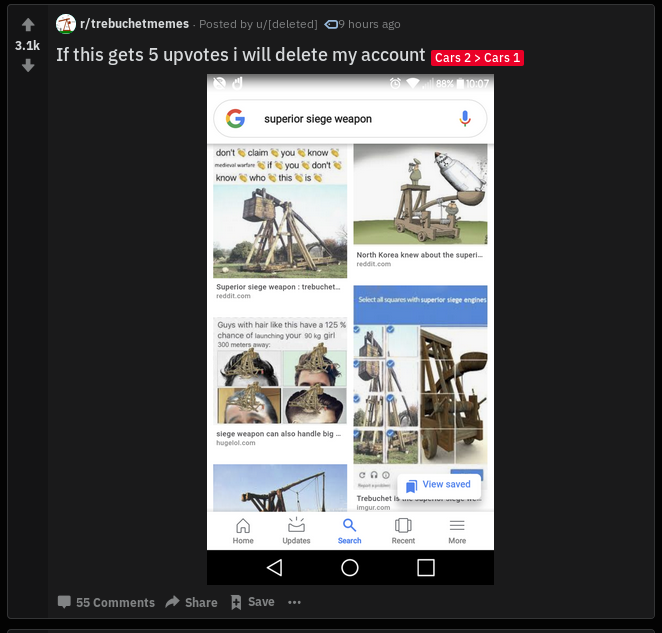 r/trebuchetmemes · Posted by u/[deleted] 9 hours ago
3.1k
If this gets 5 upvotes i will delete my account Cars 2 > Cars 1
88% 10:07
superior siege weapon
don't 👏 claim 👏 you 👏 know 👏
medieval warfare 👏 if 👏 you 👏 don't 👏
know 👏 who 👏 this 👏 is 👏
Superior siege weapon : trebuchet...
reddit.com
North Korea knew about the superi...
reddit.com
Guys with hair like this have a 125 %
chance of launching your 90 kg girl
300 meters away:
siege weapon can also handle big ...
hugelol.com
Select all squares with superior siege engines
Report a problem
View saved
Trebuchet is the superior siege we...
imgur.com
Home
Updates
Search
Recent
More
55 Comments
Share
Save